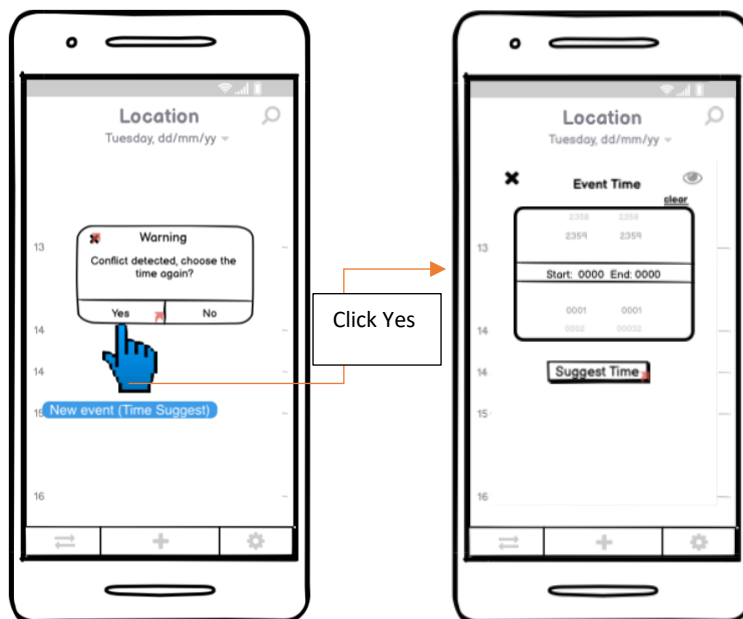 Location
Tuesday, dd/mm/yy
13
Warning
Conflict detected, choose the
time again?
Yes
No
14
14
15
New event (Time Suggest)
16
Click Yes
Location
Tuesday, dd/mm/yy
Event Time
clear
2358 2358
2359 2359
13
Start: 0000 End: 0000
0001 0001
14
0002 00032
14
Suggest Time
15
16